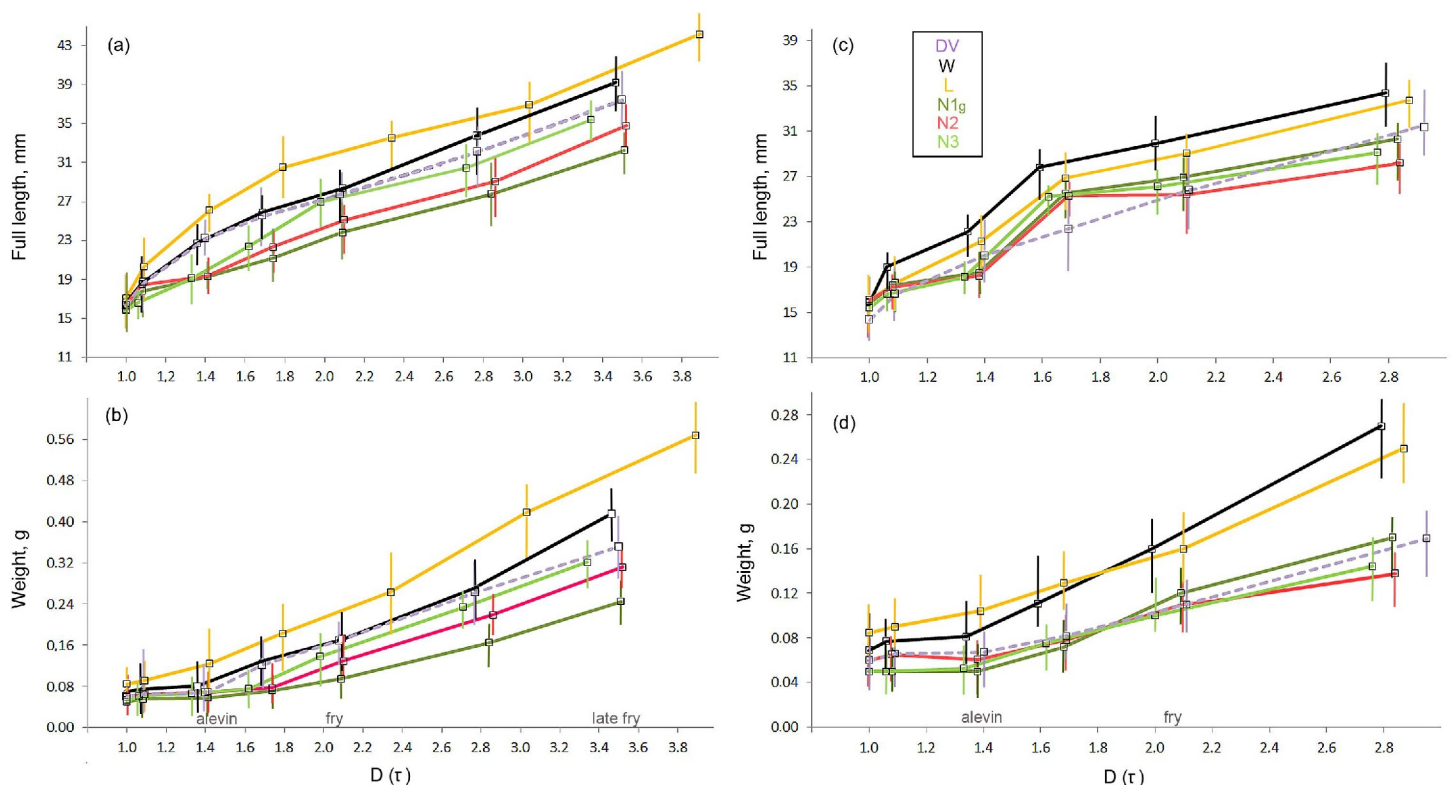 (a)
Full length, mm
43
39
35
31
27
23
19
15
11
1.0 1,2 1.4 1.6 1.8 2.0 2.2 2.4 2.6 2.8 3.0 3.2 3.4 3.6 3.8
(c)
Full length, mm
39
35
31
27
23
19
15
11
DV
W
L
N1g
N2
N3
1.0 1.2 1.4 1.6 1.8 2.0 2.2 2.4 2.6 2.8
(b)
Weight, g
0.56
0.48
0.40
0.32
0.24
0.16
0.08
0.00
alevin fry late fry
1.0 1.2 1.4 1.6 1.8 2.0 2.2 2.4 2.6 2.8 3.0 3.2 3.4 3.6 3.8
D (τ)
(d)
Weight, g
0.28
0.24
0.20
0.16
0.12
0.08
0.04
0.00
alevin fry
1.0 1.2 1.4 1.6 1.8 2.0 2.2 2.4 2.6 2.8
D (τ)